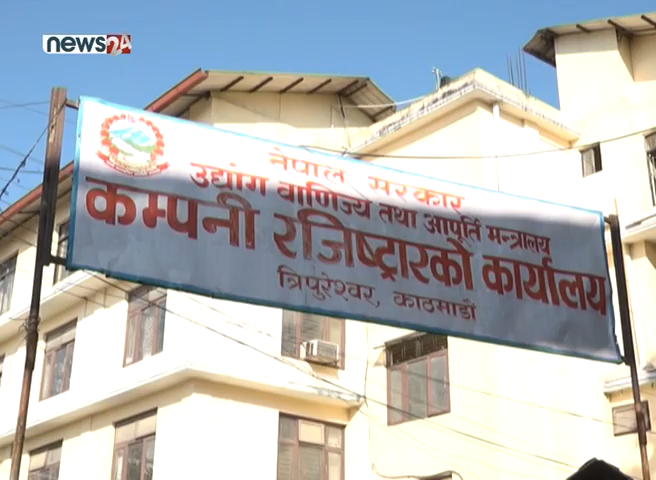 news24
नेपाल सरकार
उद्योग वाणिज्य तथा आपूर्ति मन्त्रालय
कम्पनी रजिष्ट्रारको कार्यालय
त्रिपुरेश्वर, काठमाडौं